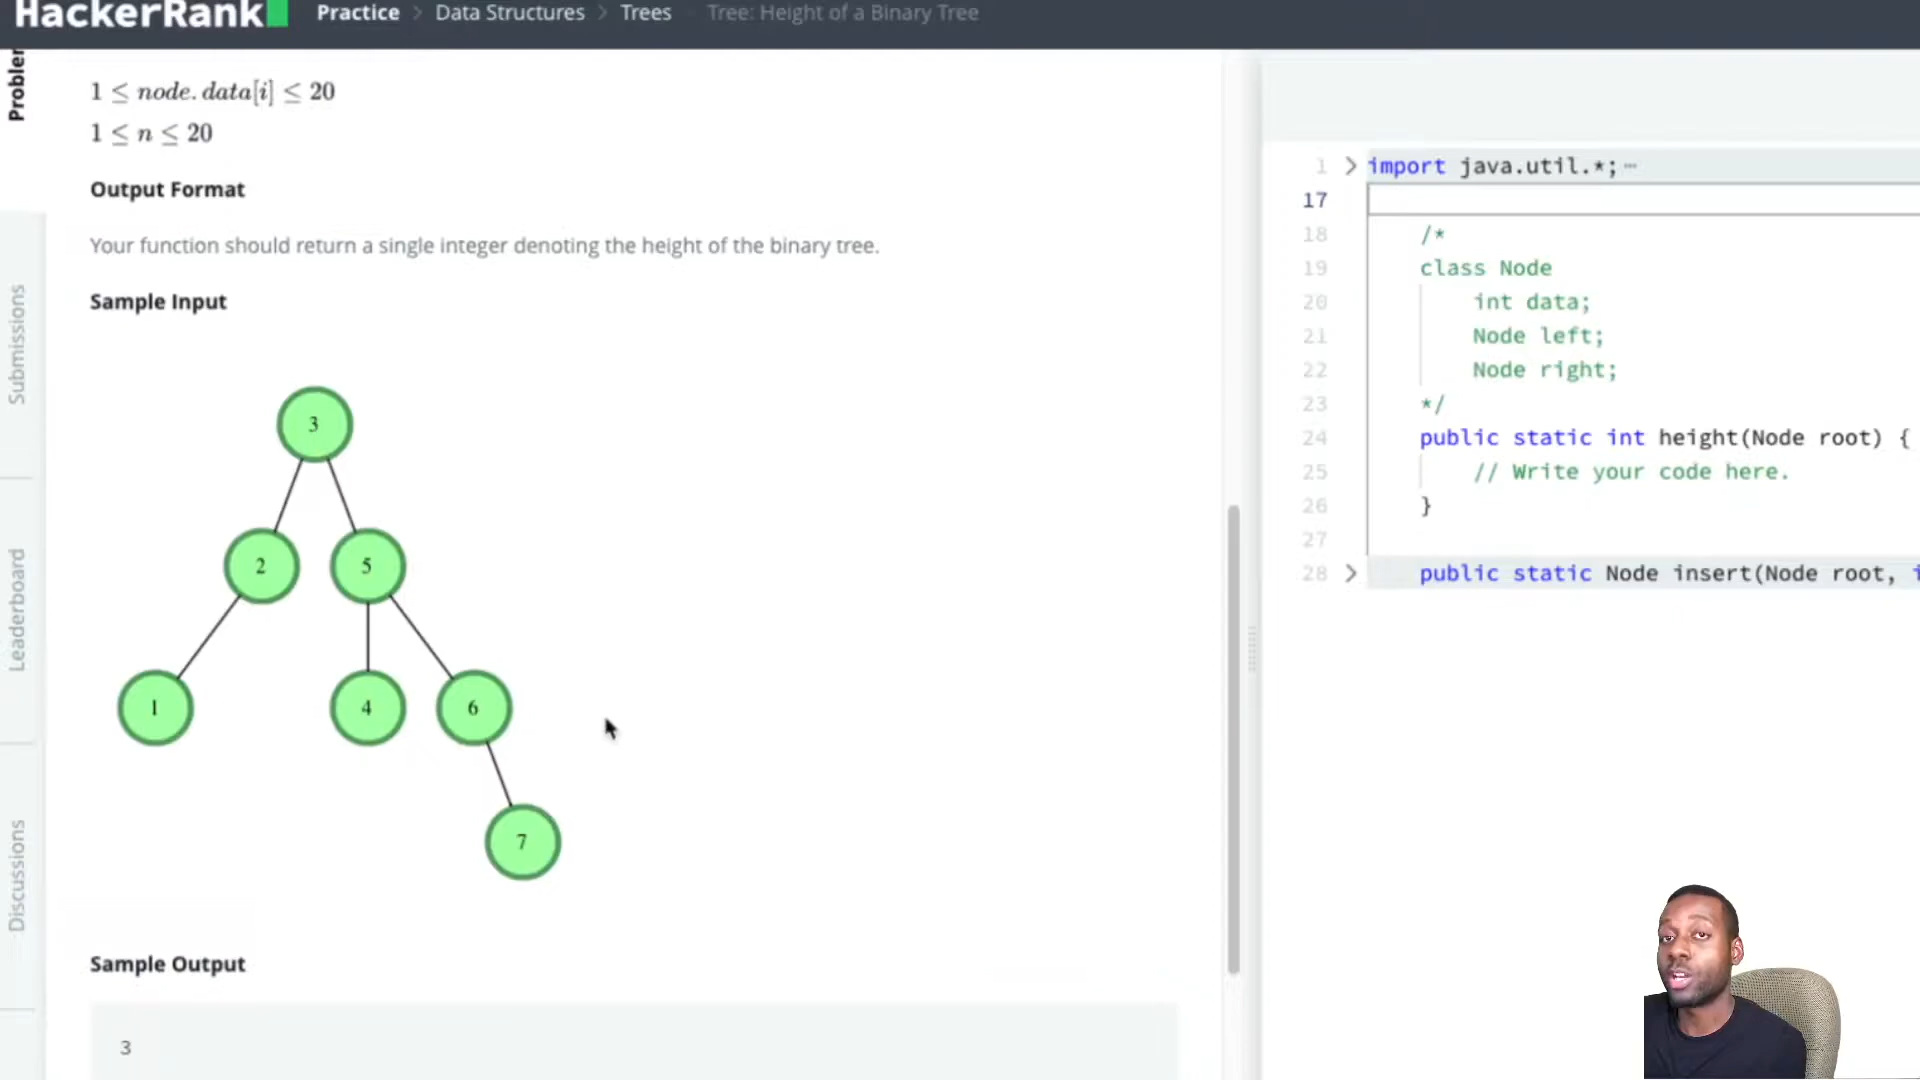 HackerRank
Practice > Data Structures > Trees Tree: Height of a Binary Tree
Problem
Submissions
Leaderboard
Discussions
1 ≤ node.data[i] ≤ 20
1 ≤ n ≤ 20
Output Format
Your function should return a single integer denoting the height of the binary tree.
Sample Input
3
2 5
1 4 6
7
Sample Output
3
1 > import java.util.*;⋯
17
18 /*
19 class Node
20 int data;
21 Node left;
22 Node right;
23 */
24 public static int height(Node root) {
25 // Write your code here.
26 }
27
28 > public static Node insert(Node root, i